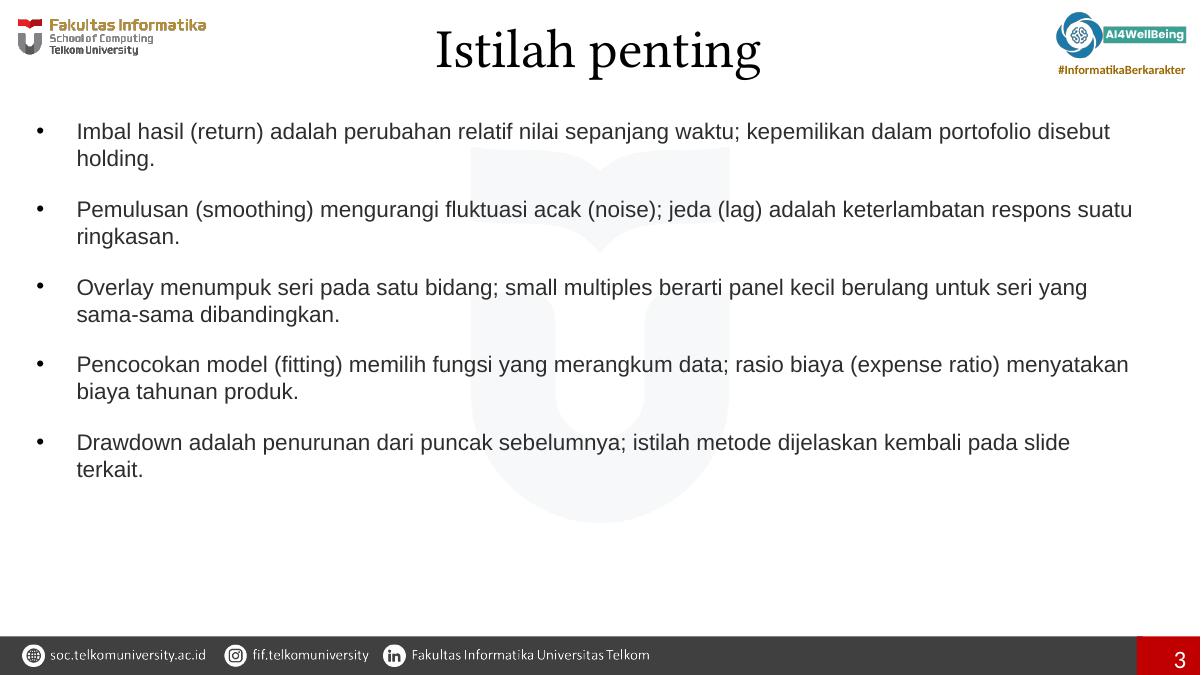 Fakultas Informatika
School of Computing
Telkom University
Istilah penting
AI4WellBeing
#InformatikaBerkarakter
• Imbal hasil (return) adalah perubahan relatif nilai sepanjang waktu; kepemilikan dalam portofolio disebut
holding.
• Pemulusan (smoothing) mengurangi fluktuasi acak (noise); jeda (lag) adalah keterlambatan respons suatu
ringkasan.
• Overlay menumpuk seri pada satu bidang; small multiples berarti panel kecil berulang untuk seri yang
sama-sama dibandingkan.
• Pencocokan model (fitting) memilih fungsi yang merangkum data; rasio biaya (expense ratio) menyatakan
biaya tahunan produk.
• Drawdown adalah penurunan dari puncak sebelumnya; istilah metode dijelaskan kembali pada slide
terkait.
soc.telkomuniversity.ac.id fif.telkomuniversity Fakultas Informatika Universitas Telkom
3